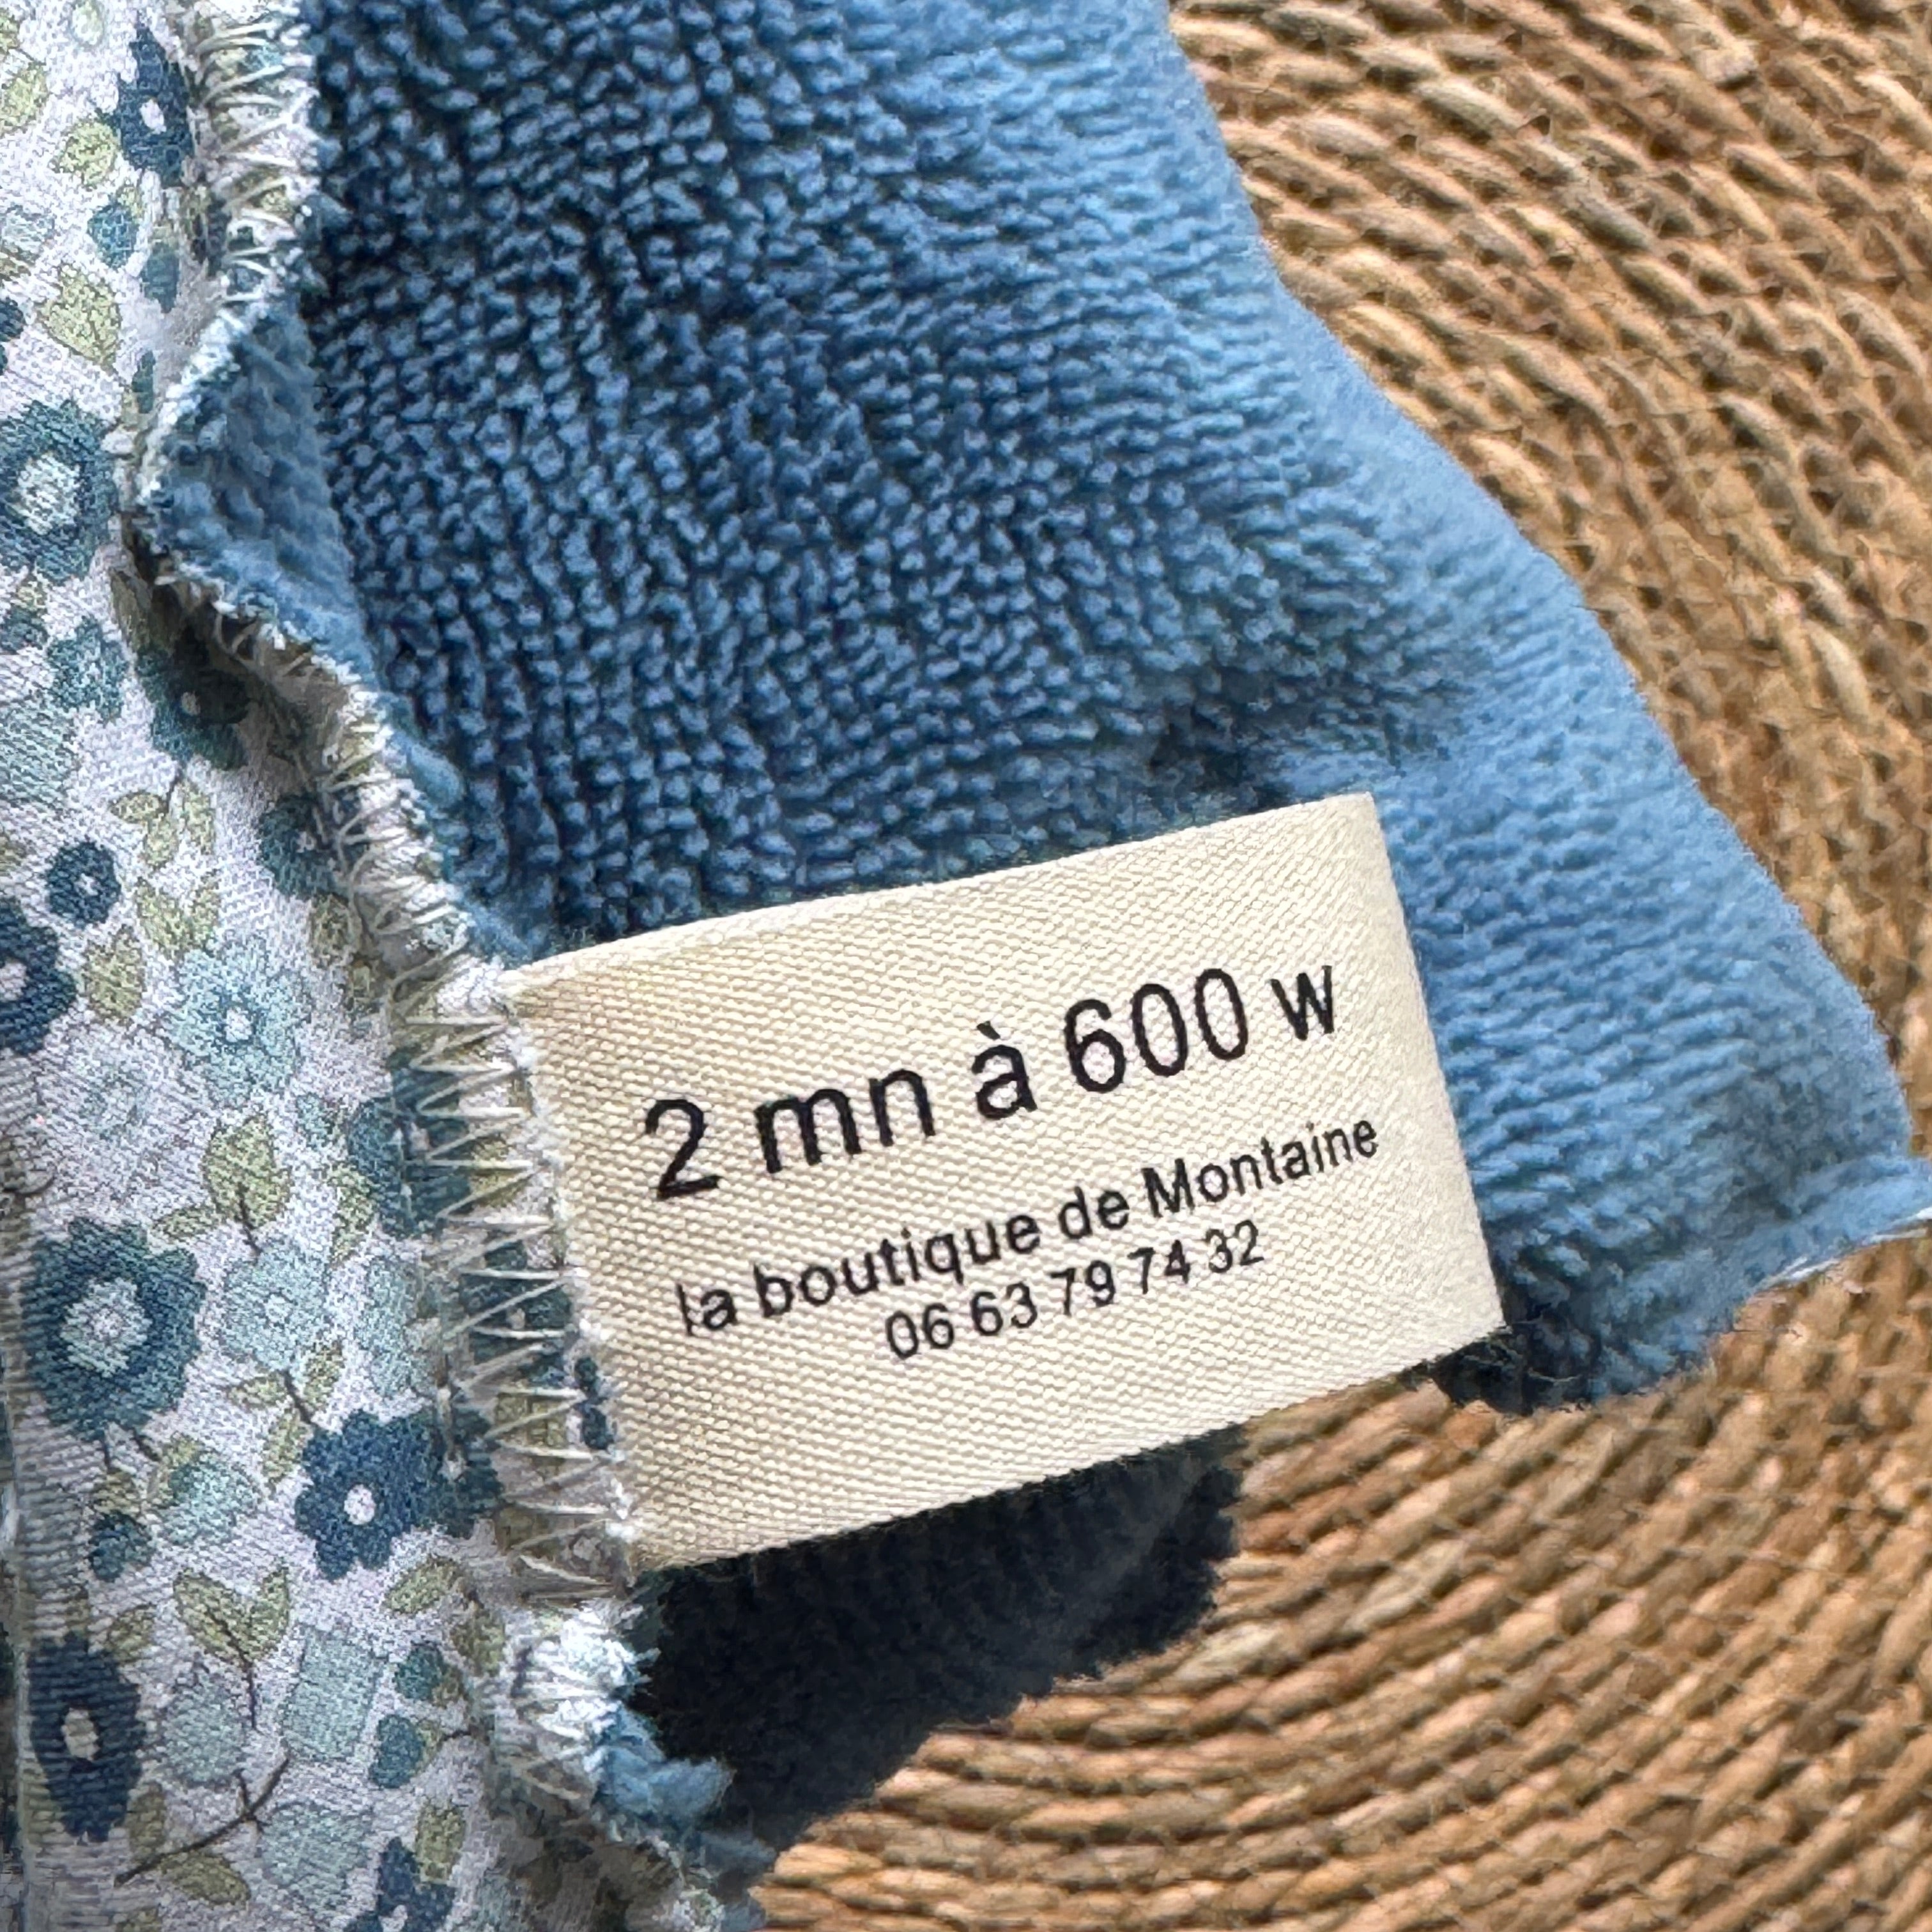 2 mn à 600 w
la boutique de Montaine
06 63 79 74 32